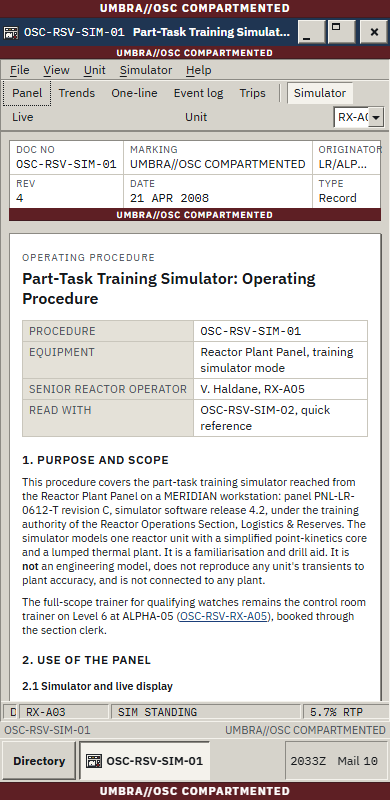 UMBRA//OSC COMPARTMENTED
OSC-RSV-SIM-01 Part-Task Training Simulat...
UMBRA//OSC COMPARTMENTED
File View Unit Simulator Help
Panel Trends One-line Event log Trips Simulator
Live Unit RX-A0
DOC NO MARKING ORIGINATOR
OSC-RSV-SIM-01 UMBRA//OSC COMPARTMENTED LR/ALP...
REV DATE TYPE
4 21 APR 2008 Record
UMBRA//OSC COMPARTMENTED
OPERATING PROCEDURE
Part-Task Training Simulator: Operating
Procedure
PROCEDURE OSC-RSV-SIM-01
EQUIPMENT Reactor Plant Panel, training
simulator mode
SENIOR REACTOR OPERATOR V. Haldane, RX-A05
READ WITH OSC-RSV-SIM-02, quick
reference
1. PURPOSE AND SCOPE
This procedure covers the part-task training simulator reached from
the Reactor Plant Panel on a MERIDIAN workstation: panel PNL-LR-
0612-T revision C, simulator software release 4.2, under the training
authority of the Reactor Operations Section, Logistics & Reserves. The
simulator models one reactor unit with a simplified point-kinetics core
and a lumped thermal plant. It is a familiarisation and drill aid. It is
not an engineering model, does not reproduce any unit's transients to
plant accuracy, and is not connected to any plant.
The full-scope trainer for qualifying watches remains the control room
trainer on Level 6 at ALPHA-05 (OSC-RSV-RX-A05), booked through
the section clerk.
2. USE OF THE PANEL
2.1 Simulator and live display
RX-A03 SIM STANDING 5.7% RTP
OSC-RSV-SIM-01 UMBRA//OSC COMPARTMENTED
Directory OSC-RSV-SIM-01 2033Z Mail 10
UMBRA//OSC COMPARTMENTED